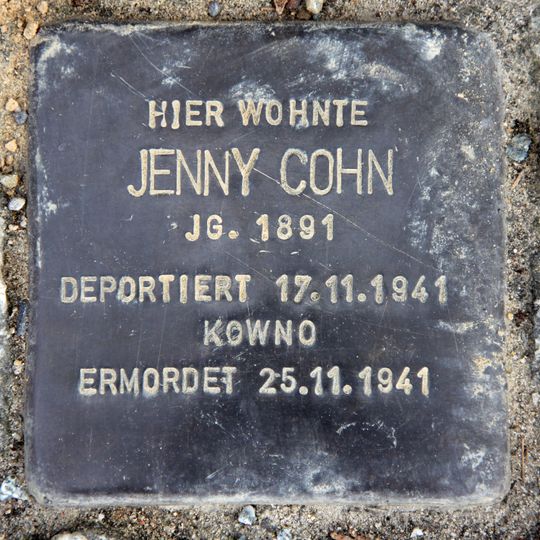 HIER WOHNTE
JENNY COHN
JG. 1891
DEPORTIERT 17.11.1941
KOWNO
ERMORDET 25.11.1941